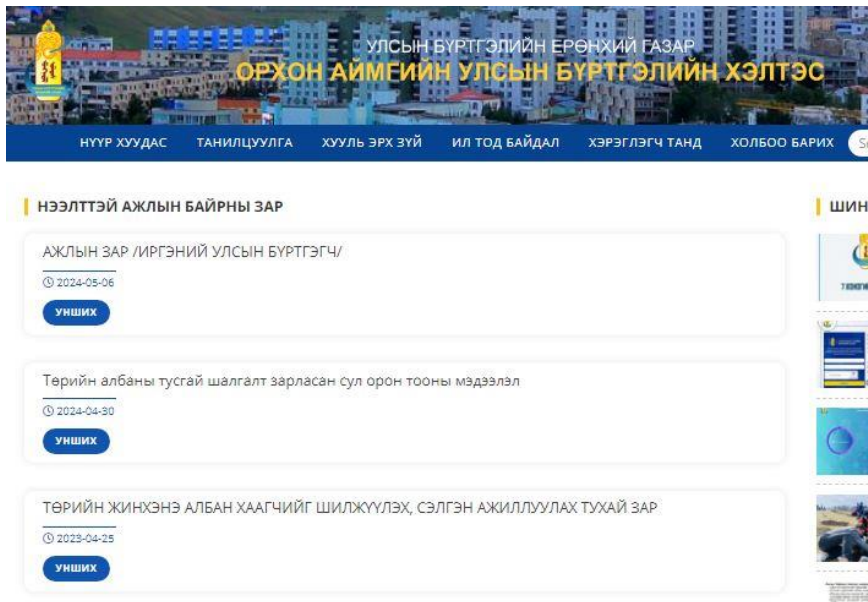 УЛСЫН БҮРТГЭЛИЙН ЕРӨНХИЙ ГАЗАР
ОРХОН АЙМГИЙН УЛСЫН БҮРТГЭЛИЙН ХЭЛТЭС
НҮҮР ХУУДАС ТАНИЛЦУУЛГА ХУУЛЬ ЭРХ ЗҮЙ ИЛ ТОД БАЙДАЛ ХЭРЭГЛЭГЧ ТАНД ХОЛБОО БАРИХ
НЭЭЛТТЭЙ АЖЛЫН БАЙРНЫ ЗАР
АЖЛЫН ЗАР /ИРГЭНИЙ УЛСЫН БҮРТГЭГЧ/
2024-05-06
УНШИХ
Төрийн албаны тусгай шалгалт зарласан сул орон тооны мэдээлэл
2024-04-30
УНШИХ
ТӨРИЙН ЖИНХЭНЭ АЛБАН ХААГЧИЙГ ШИЛЖҮҮЛЭХ, СЭЛГЭН АЖИЛЛУУЛАХ ТУХАЙ ЗАР
2023-04-25
УНШИХ
ШИН